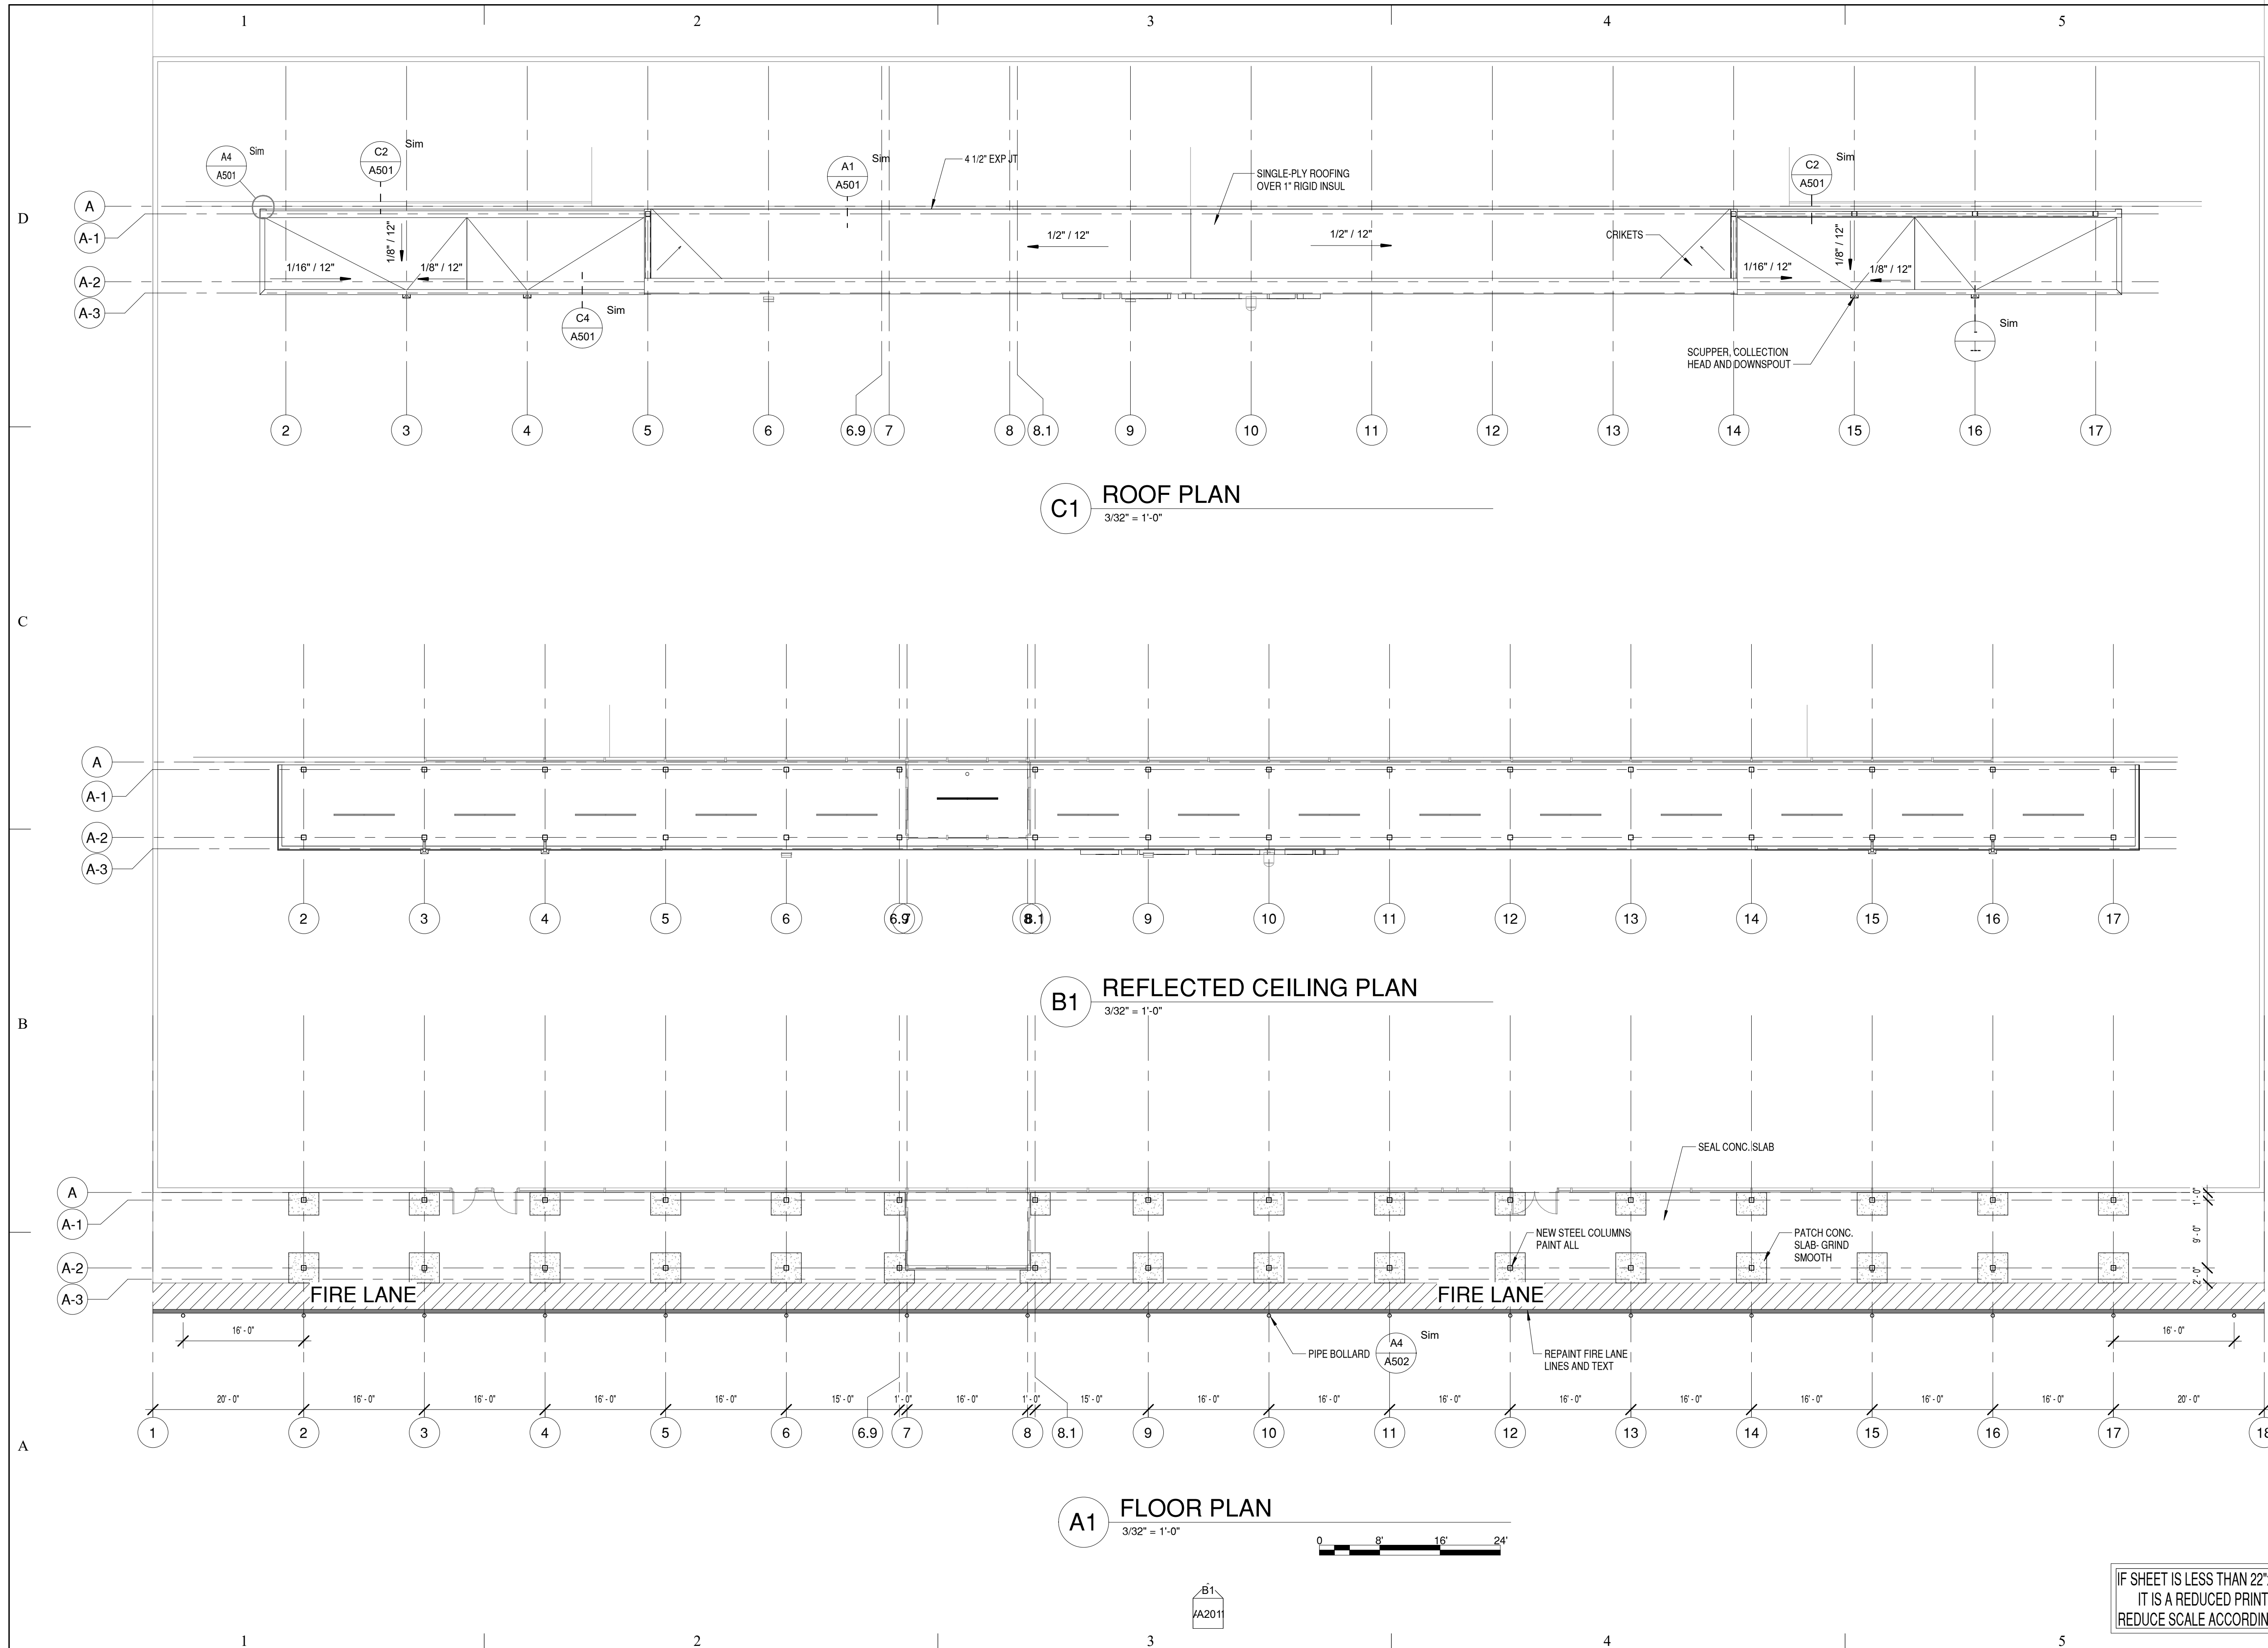 1 2 3 4 5
D
C
B
A
A4
A501
Sim
C2
A501
Sim
A1
A501
Sim
4 1/2" EXP JT
SINGLE-PLY ROOFING
OVER 1" RIGID INSUL
C2
A501
Sim
A
A-1
A-2
A-3
1/16" / 12"
1/8" / 12"
1/8" / 12"
1/2" / 12"
1/2" / 12"
CRIKETS
1/16" / 12"
1/8" / 12"
1/8" / 12"
C4
A501
Sim
SCUPPER, COLLECTION
HEAD AND DOWNSPOUT
Sim
2 3 4 5 6 6.9 7 8 8.1 9 10 11 12 13 14 15 16 17
C1
ROOF PLAN
3/32" = 1'-0"
A
A-1
A-2
A-3
2 3 4 5 6 6.9 7 8 8.1 9 10 11 12 13 14 15 16 17
B1
REFLECTED CEILING PLAN
3/32" = 1'-0"
SEAL CONC. SLAB
A
A-1
A-2
A-3
NEW STEEL COLUMNS
PAINT ALL
PATCH CONC.
SLAB- GRIND
SMOOTH
1' - 0"
9' - 0"
2' - 0"
FIRE LANE
FIRE LANE
16' - 0"
PIPE BOLLARD
A4
A502
Sim
REPAINT FIRE LANE
LINES AND TEXT
16' - 0"
20' - 0" 16' - 0" 16' - 0" 16' - 0" 16' - 0" 15' - 0" 1' - 0" 16' - 0" 1' - 0" 15' - 0" 16' - 0" 16' - 0" 16' - 0" 16' - 0" 16' - 0" 16' - 0" 16' - 0" 16' - 0" 20' - 0"
1 2 3 4 5 6 6.9 7 8 8.1 9 10 11 12 13 14 15 16 17 18
A1
FLOOR PLAN
3/32" = 1'-0"
0 8' 16' 24'
B1
A201
IF SHEET IS LESS THAN 22"
IT IS A REDUCED PRINT
REDUCE SCALE
1 2 3 4 5